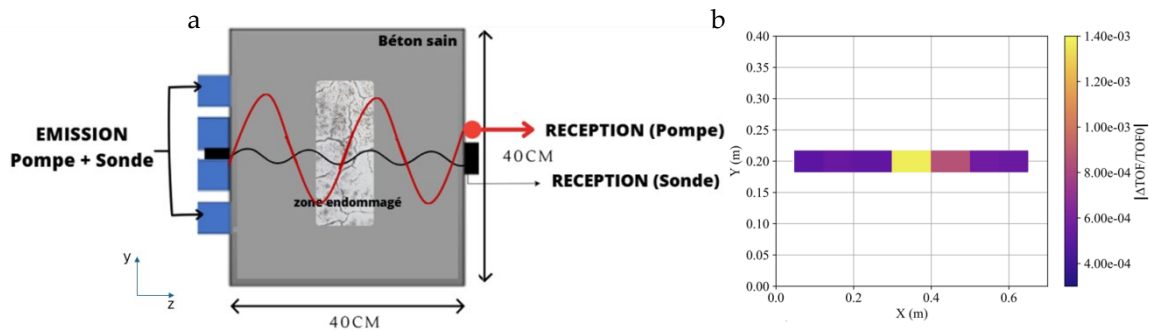 a
Béton sain
EMISSION
Pompe + Sonde
RECEPTION (Pompe)
40CM
RECEPTION (Sonde)
zone endommagé
y
z
40CM
b
0.40
0.35
0.30
0.25
0.20
0.15
0.10
0.05
0.00
Y (m)
0.0 0.2 0.4 0.6
X (m)
1.40e-03
1.20e-03
1.00e-03
8.00e-04
6.00e-04
4.00e-04
|ΔTOF/TOF0|